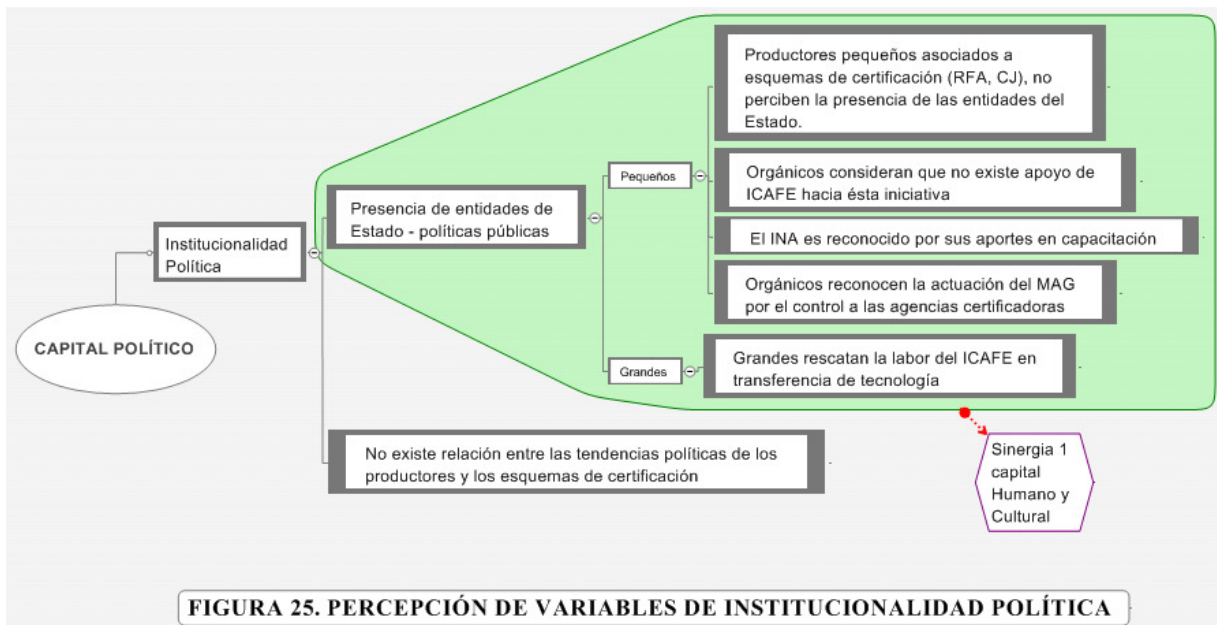 Productores pequeños asociados a
esquemas de certificación (RFA, CJ), no
perciben la presencia de las entidades del
Estado.
Pequeños
Orgánicos consideran que no existe apoyo de
ICAFE hacia ésta iniciativa
Presencia de entidades de
Estado - políticas públicas
El INA es reconocido por sus aportes en capacitación
Institucionalidad
Política
Orgánicos reconocen la actuación del MAG
por el control a las agencias certificadoras
CAPITAL POLÍTICO
Grandes
Grandes rescatan la labor del ICAFE en
transferencia de tecnología
No existe relación entre las tendencias políticas de los
productores y los esquemas de certificación
Sinergia 1
capital
Humano y
Cultural
FIGURA 25. PERCEPCIÓN DE VARIABLES DE INSTITUCIONALIDAD POLÍTICA